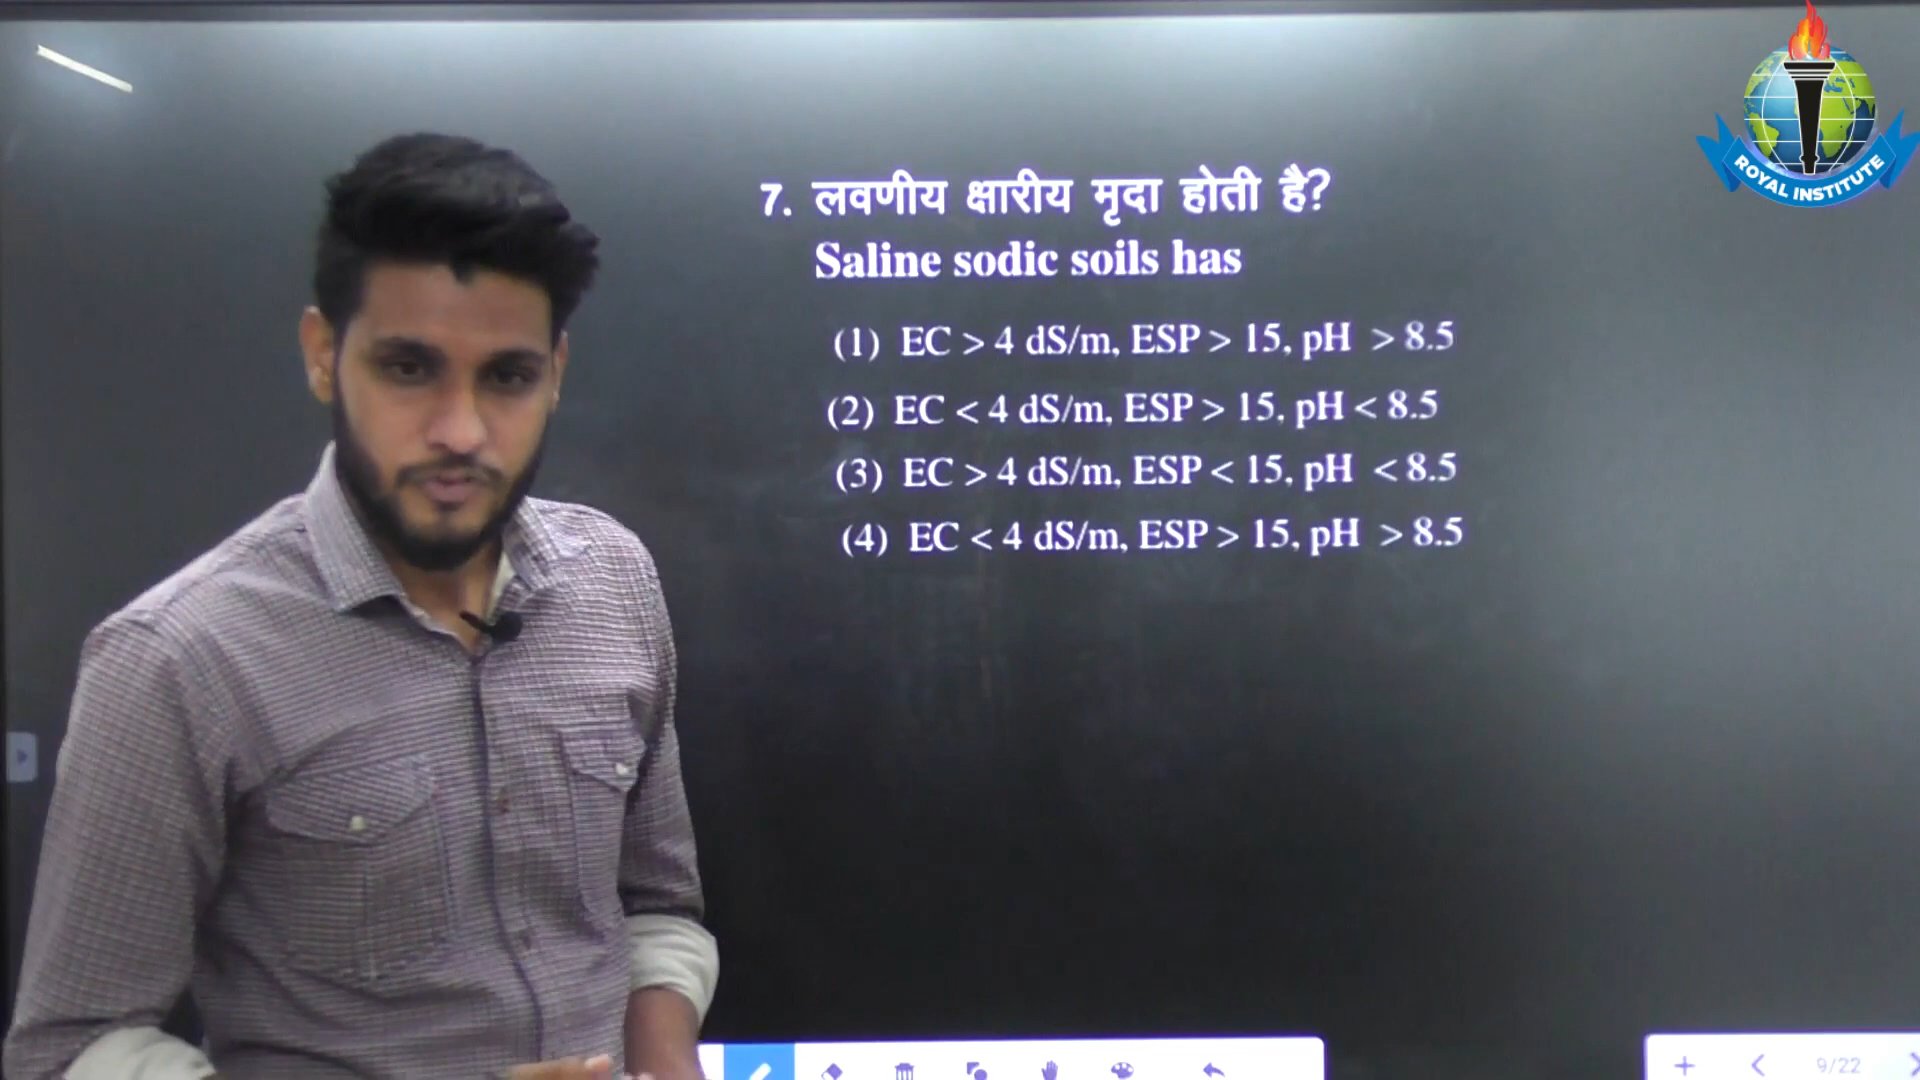 ROYAL INSTITUTE
7. लवणीय क्षारीय मृदा होती है?
Saline sodic soils has
(1) EC > 4 dS/m, ESP > 15, pH > 8.5
(2) EC < 4 dS/m, ESP > 15, pH < 8.5
(3) EC > 4 dS/m, ESP < 15, pH < 8.5
(4) EC < 4 dS/m, ESP > 15, pH > 8.5
9/22